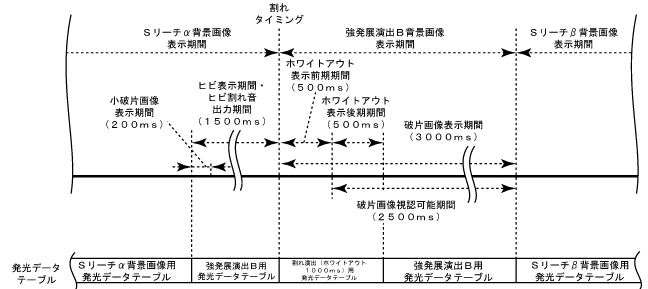 割れ
タイミング
Ｓリーチα背景画像
表示期間
強発展演出Ｂ背景画像
表示期間
Ｓリーチβ背景画像
表示期間
ホワイトアウト
表示前期期間
（５００ｍｓ）
ヒビ表示期間・
ヒビ割れ音
出力期間
（１５００ｍｓ）
小破片画像
表示期間
（２００ｍｓ）
ホワイトアウト
表示後期期間
（５００ｍｓ）
破片画像表示期間
（３０００ｍｓ）
破片画像視認可能期間
（２５００ｍｓ）
発光データ
テーブル
Ｓリーチα背景画像用
発光データテーブル
強発展演出Ｂ用
発光データテーブル
割れ演出（ホワイトアウト
１０００ｍｓ）用
発光データテーブル
強発展演出Ｂ用
発光データテーブル
Ｓリーチβ背景画像用
発光データテーブル